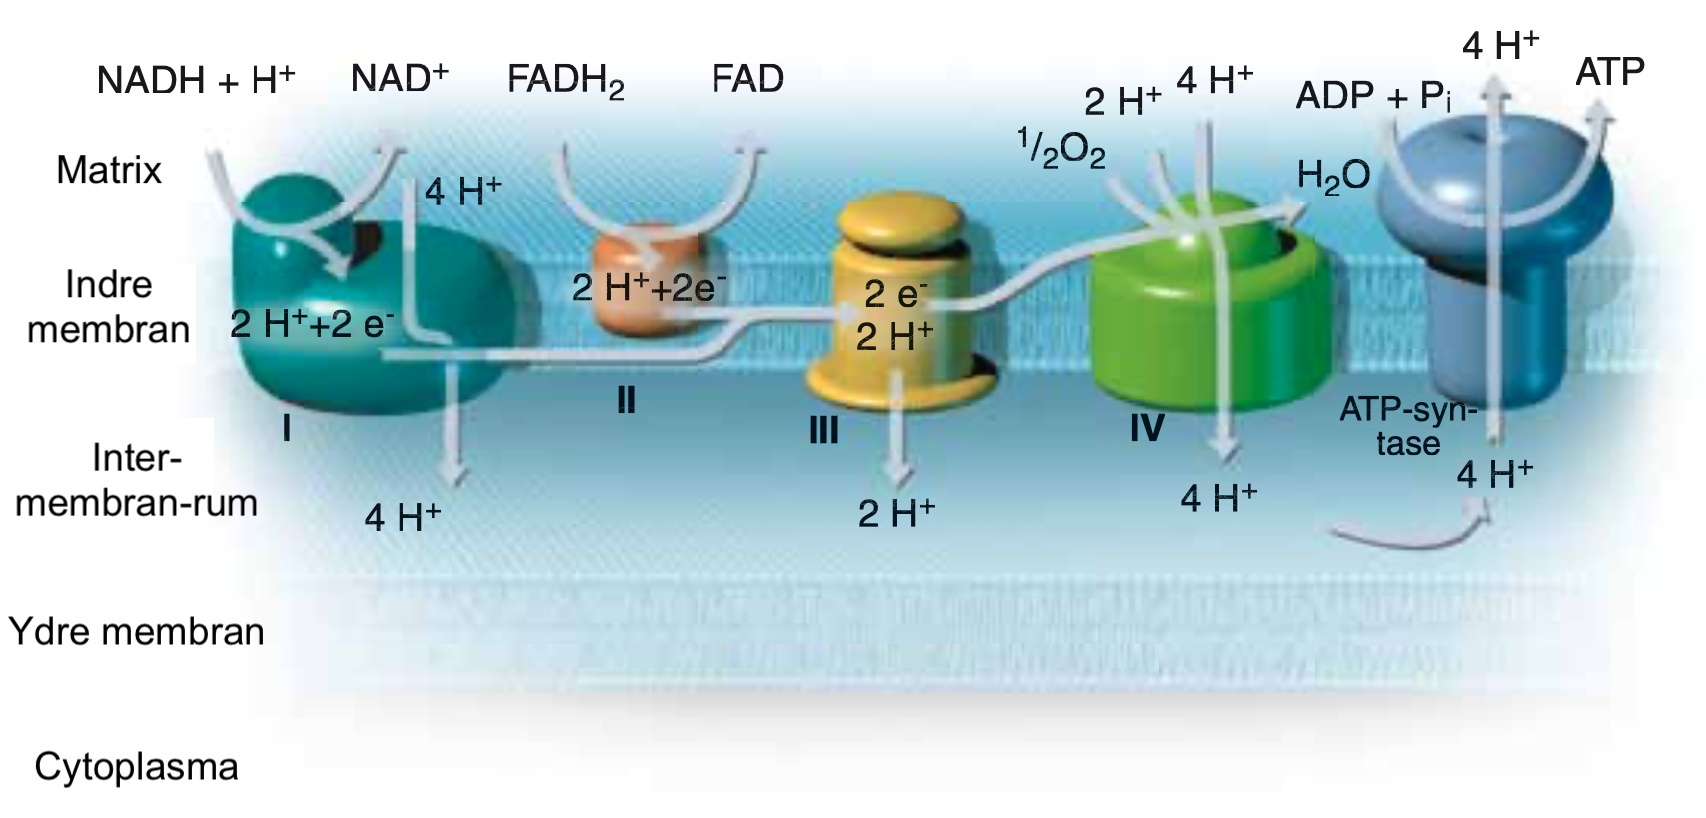 NADH + H⁺
NAD⁺
FADH₂
FAD
2 H⁺
4 H⁺
ADP + Pᵢ
4 H⁺
ATP
½O₂
H₂O
Matrix
4 H⁺
Indre
membran
2 H⁺+2 e⁻
2 H⁺+2e⁻
2 e⁻
2 H⁺
I
II
III
IV
ATP-syn-
tase
Inter-
membran-rum
4 H⁺
2 H⁺
4 H⁺
4 H⁺
Ydre membran
Cytoplasma